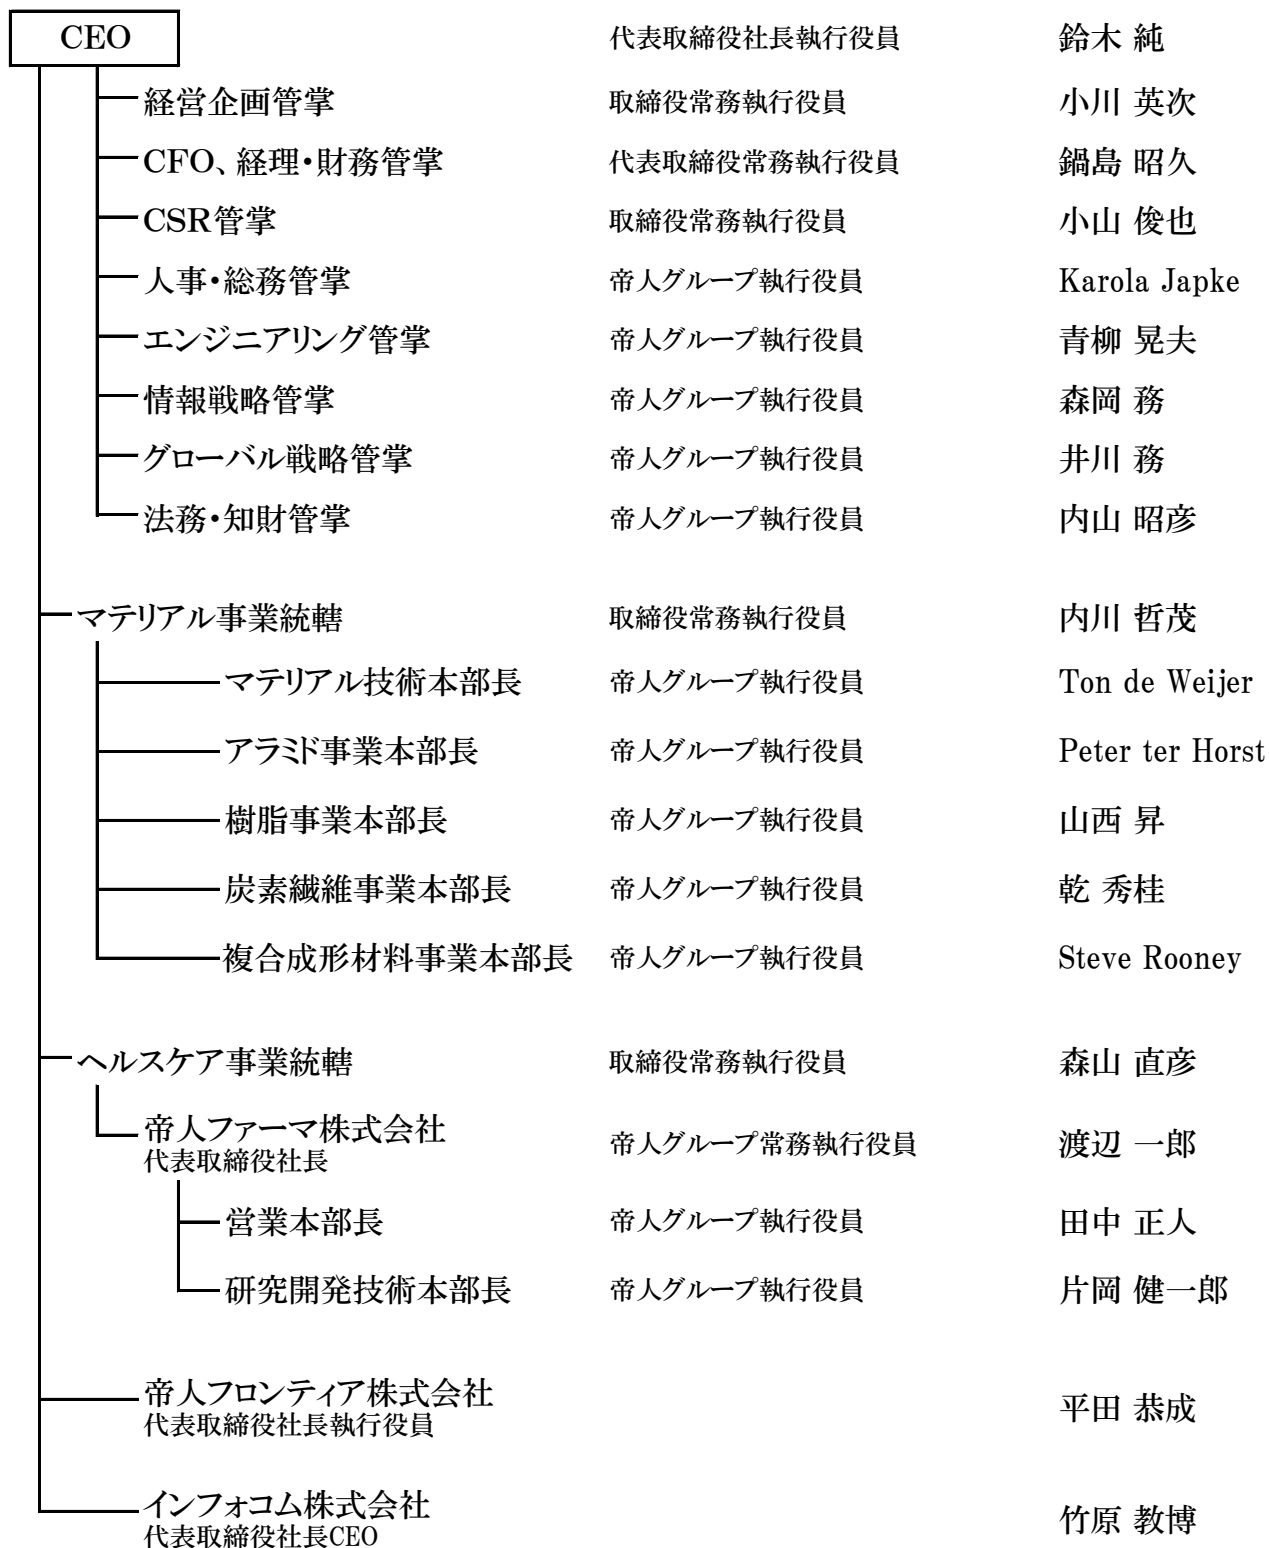 CEO 代表取締役社長執行役員 鈴木 純
経営企画管掌 取締役常務執行役員 小川 英次
CFO、経理・財務管掌 代表取締役常務執行役員 鍋島 昭久
CSR管掌 取締役常務執行役員 小山 俊也
人事・総務管掌 帝人グループ執行役員 Karola Japke
エンジニアリング管掌 帝人グループ執行役員 青柳 晃夫
情報戦略管掌 帝人グループ執行役員 森岡 務
グローバル戦略管掌 帝人グループ執行役員 井川 務
法務・知財管掌 帝人グループ執行役員 内山 昭彦
マテリアル事業統轄 取締役常務執行役員 内川 哲茂
マテリアル技術本部長 帝人グループ執行役員 Ton de Weijer
アラミド事業本部長 帝人グループ執行役員 Peter ter Horst
樹脂事業本部長 帝人グループ執行役員 山西 昇
炭素繊維事業本部長 帝人グループ執行役員 乾 秀桂
複合成形材料事業本部長 帝人グループ執行役員 Steve Rooney
ヘルスケア事業統轄 取締役常務執行役員 森山 直彦
帝人ファーマ株式会社 帝人グループ常務執行役員 渡辺 一郎
代表取締役社長
営業本部長 帝人グループ執行役員 田中 正人
研究開発技術本部長 帝人グループ執行役員 片岡 健一郎
帝人フロンティア株式会社 平田 恭成
代表取締役社長執行役員
インフォコム株式会社 竹原 教博
代表取締役社長CEO